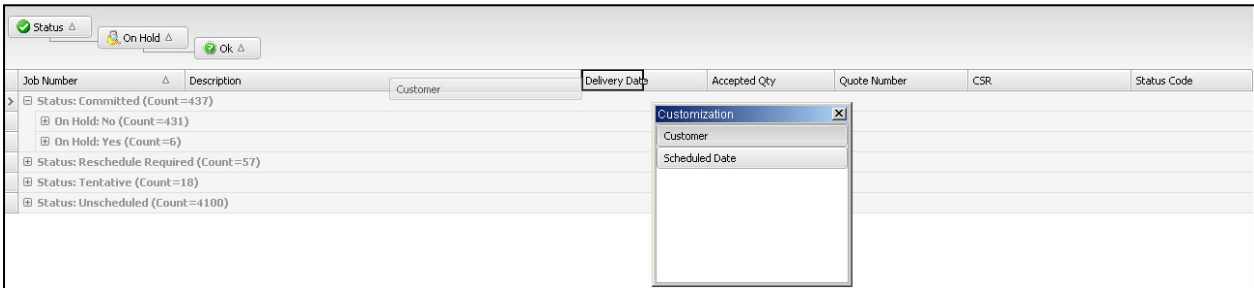 Status
On Hold
Ok
Job Number Description Customer Delivery Date Accepted Qty Quote Number CSR Status Code
Status: Committed (Count=437)
On Hold: No (Count=431)
On Hold: Yes (Count=6)
Status: Reschedule Required (Count=57)
Status: Tentative (Count=18)
Status: Unscheduled (Count=4100)
Customization
Customer
Scheduled Date